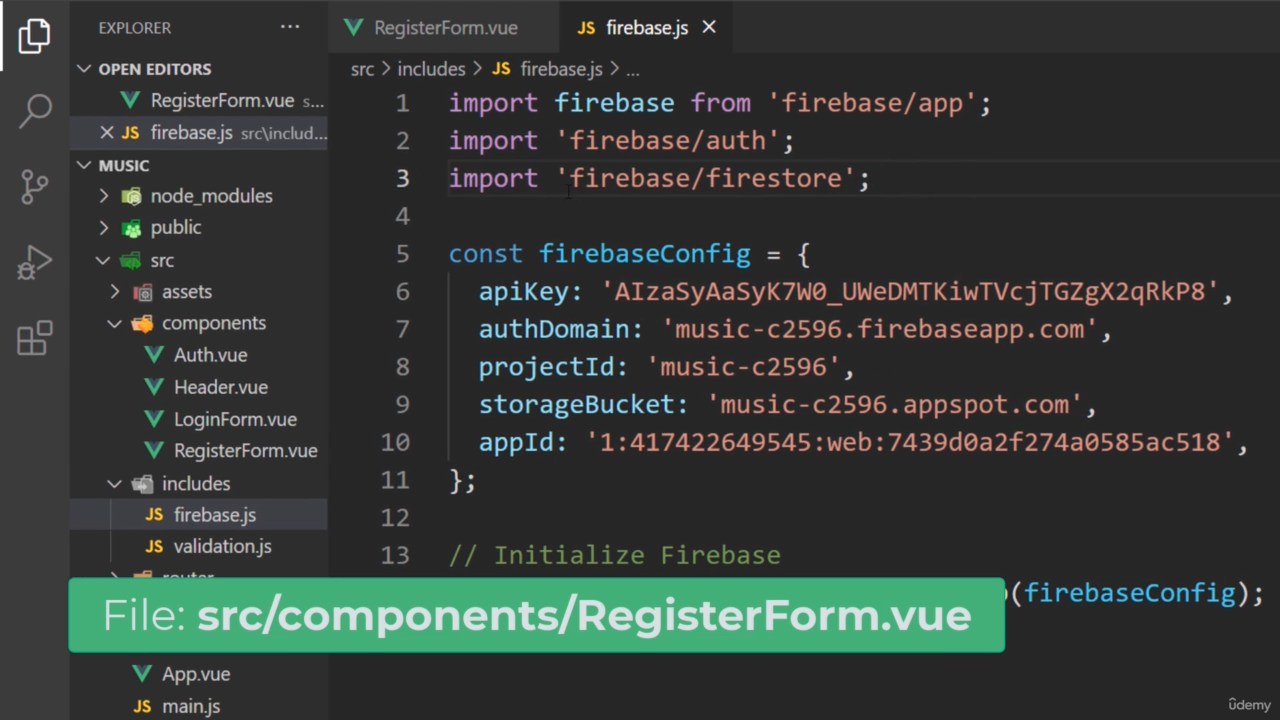 EXPLORER
···
RegisterForm.vue
JS firebase.js ×
OPEN EDITORS
RegisterForm.vue s...
× JS firebase.js src\includ...
MUSIC
node_modules
public
src
assets
components
Auth.vue
Header.vue
LoginForm.vue
RegisterForm.vue
includes
JS firebase.js
JS validation.js
router
App.vue
JS main.js
src > includes > JS firebase.js > ...
1 import firebase from 'firebase/app';
2 import 'firebase/auth';
3 import 'firebase/firestore';
4
5 const firebaseConfig = {
6 apiKey: 'AIzaSyAaSyK7W0_UWeDMTKiwTVcjTGZgX2qRkP8',
7 authDomain: 'music-c2596.firebaseapp.com',
8 projectId: 'music-c2596',
9 storageBucket: 'music-c2596.appspot.com',
10 appId: '1:417422649545:web:7439d0a2f274a0585ac518',
11 };
12
13 // Initialize Firebase
(firebaseConfig);
File: src/components/RegisterForm.vue
ûdemy